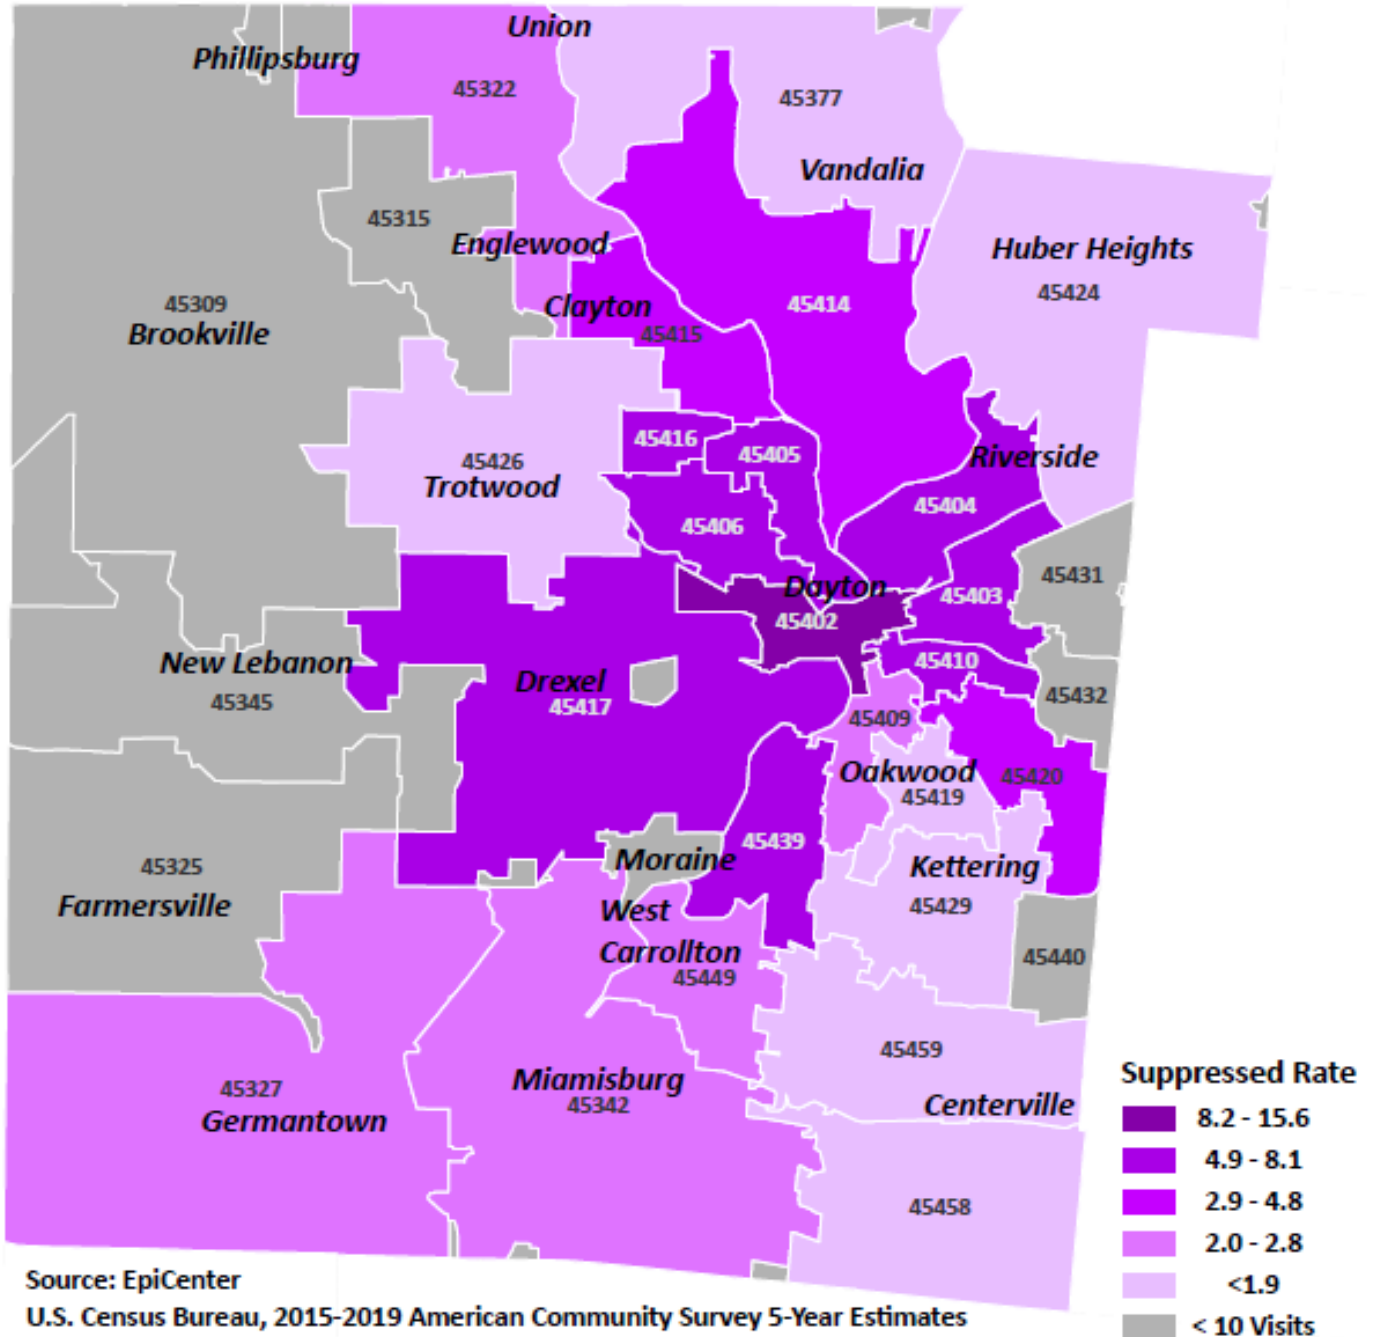 Union
Phillipsburg
45322
45377
Vandalia
45315
Englewood
Huber Heights
45424
45309
Brookville
Clayton
45414
45415
45416
45405
Riverside
45426
Trotwood
45404
45406
45431
Dayton
45403
45402
New Lebanon
45345
Drexel
45417
45410
45432
45409
Oakwood
45419
45420
45439
Moraine
Kettering
45429
45325
Farmersville
West
Carrollton
45449
45440
45459
Centerville
Miamisburg
45342
45327
Germantown
45458
Suppressed Rate
8.2 - 15.6
4.9 - 8.1
2.9 - 4.8
2.0 - 2.8
<1.9
< 10 Visits
Source: EpiCenter
U.S. Census Bureau, 2015-2019 American Community Survey 5-Year Estimates